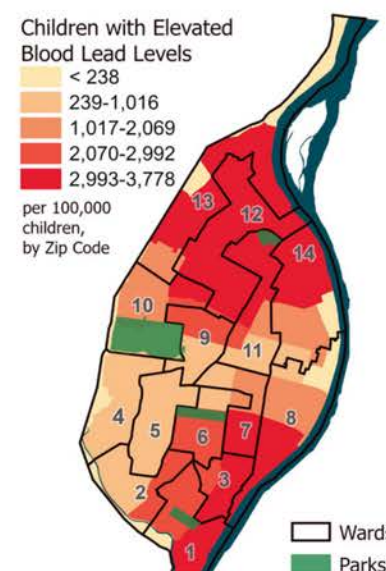 Children with Elevated
Blood Lead Levels
< 238
239-1,016
1,017-2,069
2,070-2,992
2,993-3,778
per 100,000
children,
by Zip Code
13
12
14
10
9
11
4
5
6
7
8
2
3
1
Ward
Parks